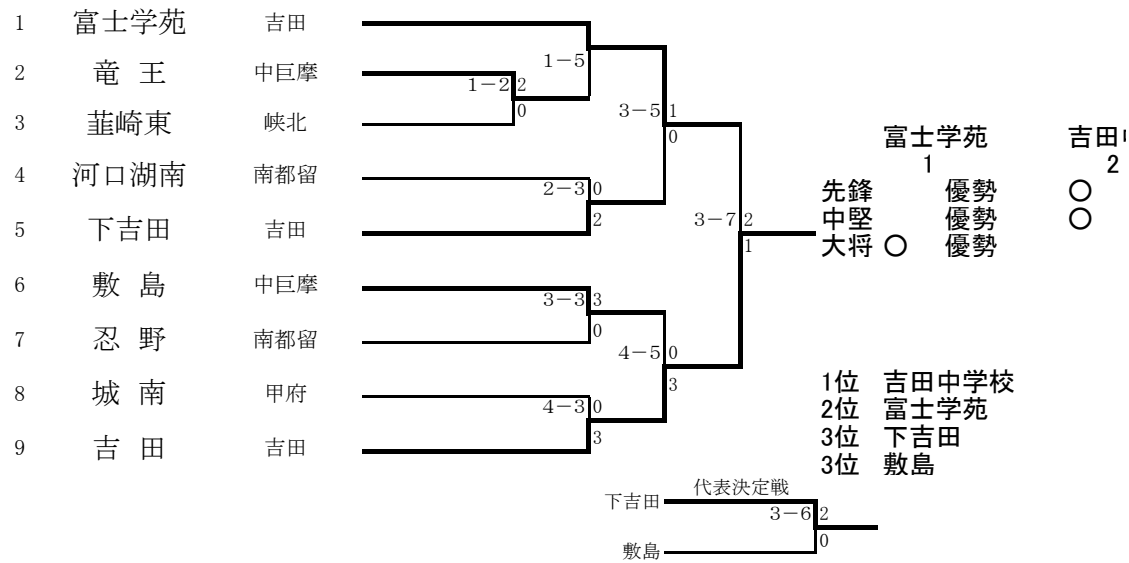 1 富士学苑 吉田
1－5
2 竜 王 中巨摩
1－2 2
0
3 韮崎東 峡北
3－5 1
0
4 河口湖南 南都留
2－3 0
2
5 下吉田 吉田
3－7 2
1
6 敷 島 中巨摩
3－3 3
0
7 忍 野 南都留
4－5 0
3
8 城 南 甲府
4－3 0
3
9 吉 田 吉田
富士学苑 吉田
1 2
先鋒 優勢 〇
中堅 優勢 〇
大将 〇 優勢
1位 吉田中学校
2位 富士学苑
3位 下吉田
3位 敷島
代表決定戦
下吉田
3－6 2
0
敷島